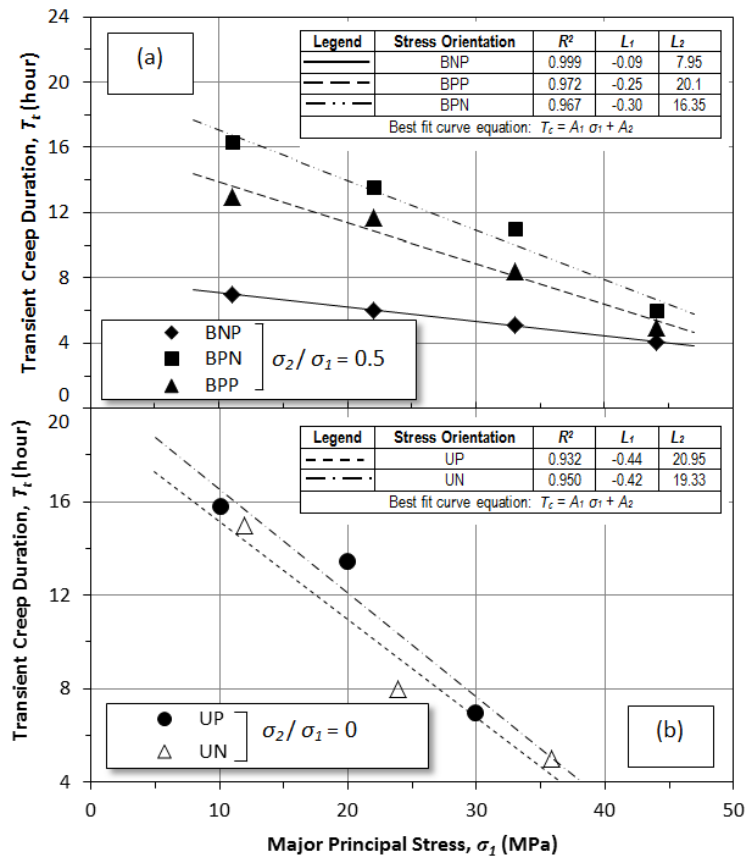 24
20
16
12
8
4
0
Transient Creep Duration, Tt (hour)
(a)
Legend Stress Orientation R² L1 L2
BNP 0.999 -0.09 7.95
BPP 0.972 -0.25 20.1
BPN 0.967 -0.30 16.35
Best fit curve equation: Tc = A1 σ1 + A2
BNP
BPN
BPP
σ2 / σ1 = 0.5
20
16
12
8
4
Transient Creep Duration, Tt (hour)
Legend Stress Orientation R² L1 L2
UP 0.932 -0.44 20.95
UN 0.950 -0.42 19.33
Best fit curve equation: Tc = A1 σ1 + A2
UP
UN
σ2 / σ1 = 0
(b)
0 10 20 30 40 50
Major Principal Stress, σ1 (MPa)